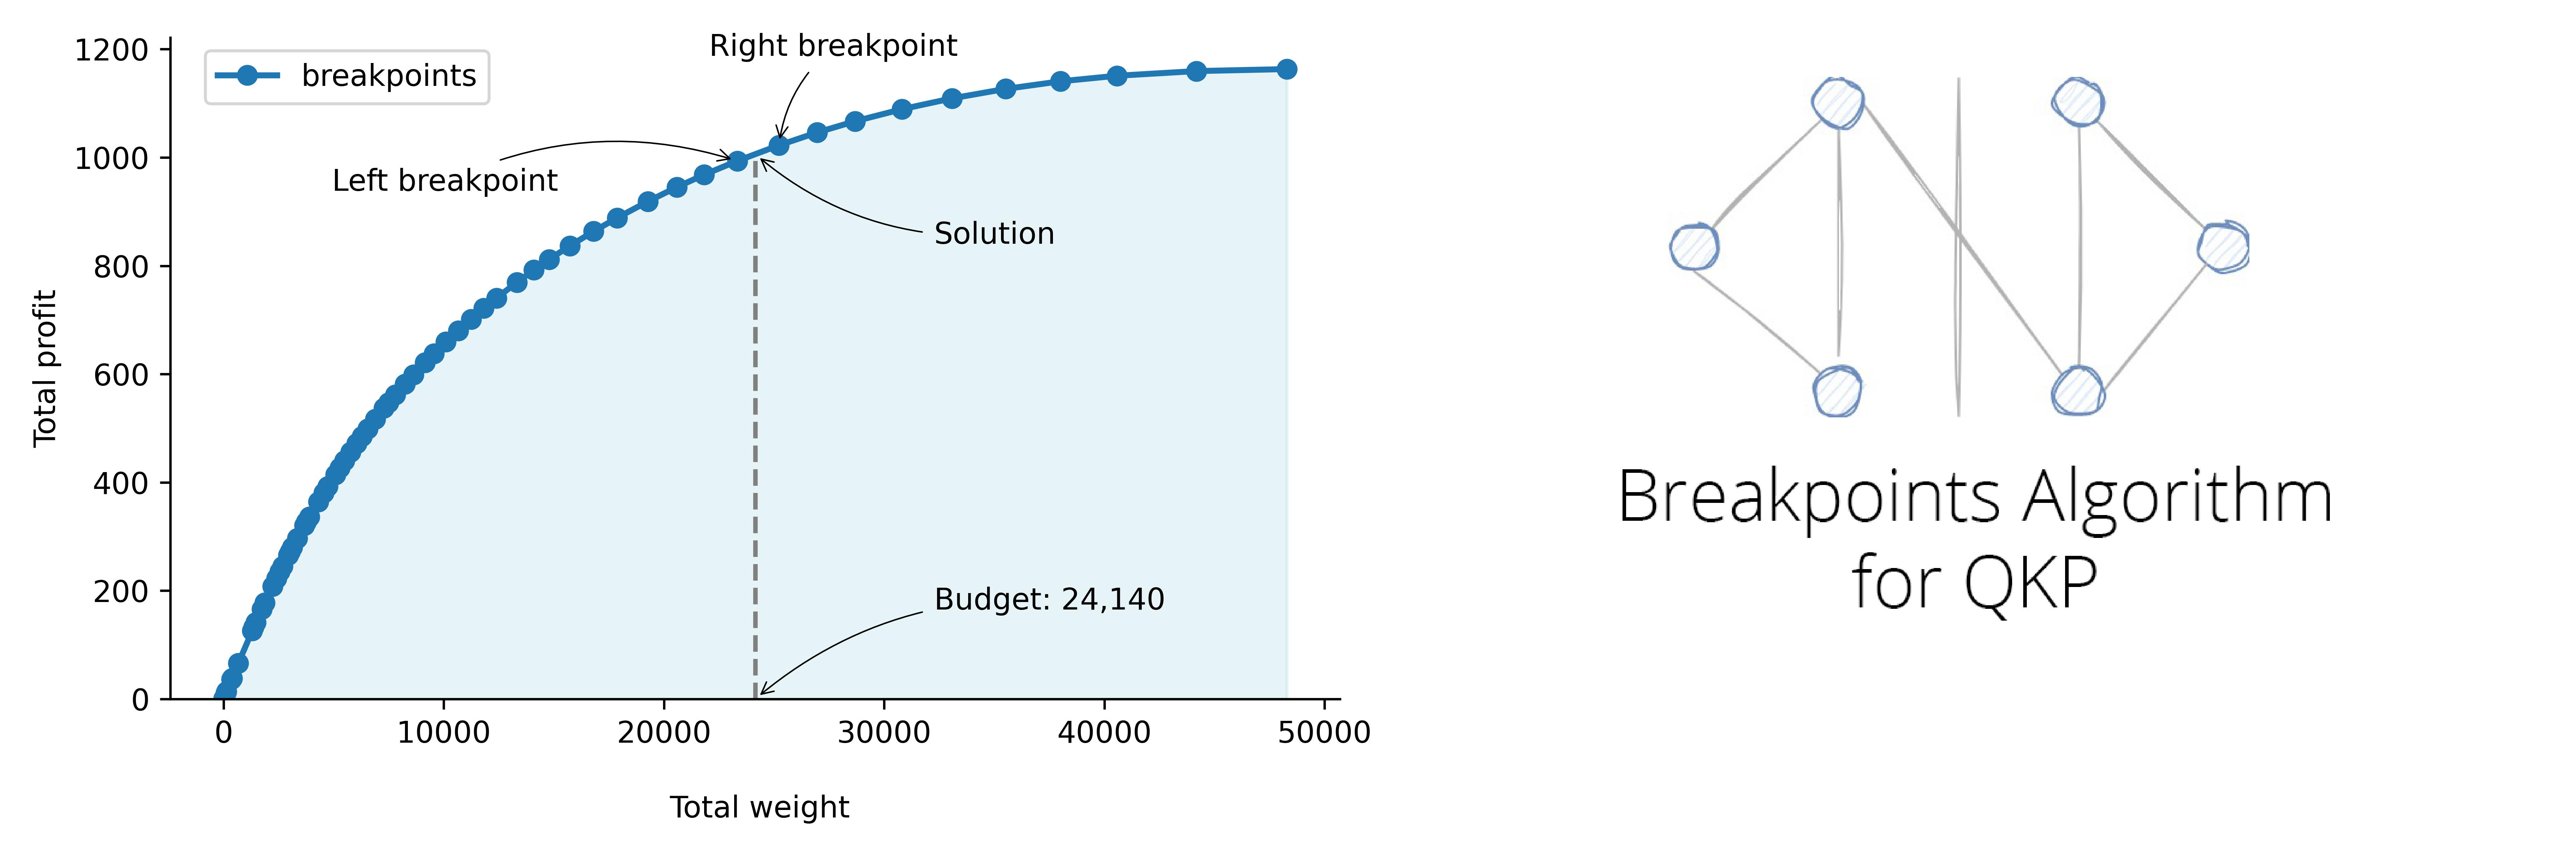 1200
1000
800
600
400
200
0
Total profit
breakpoints
Right breakpoint
Left breakpoint
Solution
Budget: 24,140
0
10000
20000
30000
40000
50000
Total weight
Breakpoints Algorithm
for QKP